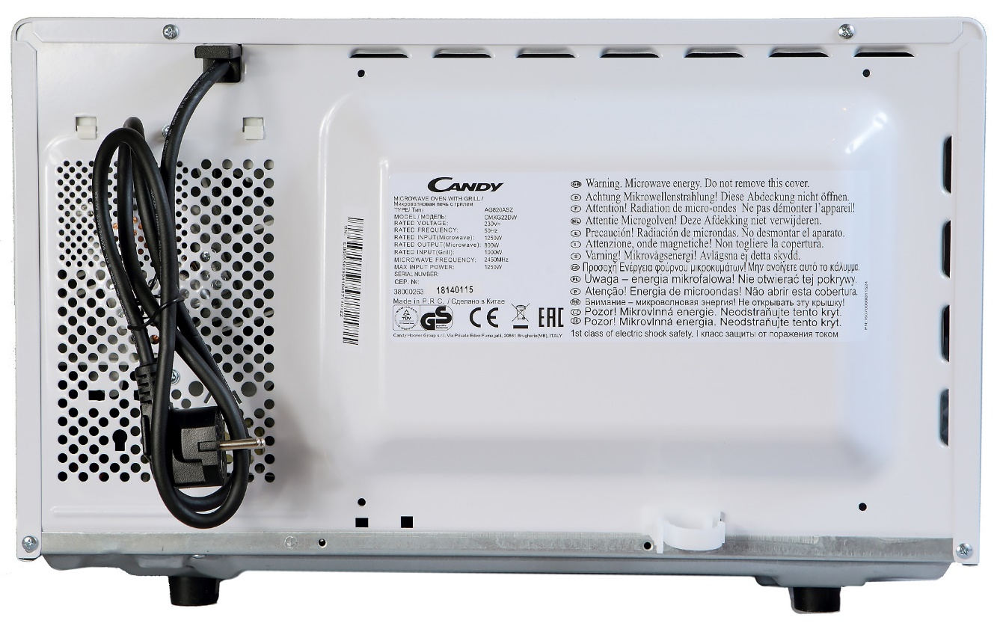 CANDY
MICROWAVE OVEN WITH GRILL /
Микроволновая печь с грилем
TYPE/ Тип: AG820ASZ
MODEL / МОДЕЛЬ: CMXG22DW
RATED VOLTAGE: 230V~
RATED FREQUENCY: 50Hz
RATED INPUT(Microwave): 1250W
RATED OUTPUT(Microwave): 800W
RATED INPUT(Grill): 1000W
MICROWAVE FREQUENCY: 2450MHz
MAX INPUT POWER: 1250W
SERIAL NUMBER:
СЕР. №:
38000263 18140115
Made in P.R.C. / Сделано в Китае
TÜV GS CE EAC
Candy Hoover Group s.r.l. Via Privata Eden Fumagalli, 20861 Brugherio(MB), ITALY
GB Warning. Microwave energy. Do not remove this cover.
D Achtung Mikrowellenstrahlung! Diese Abdeckung nicht öffnen.
F Attention! Radiation de micro-ondes Ne pas démonter l'appareil!
NL Attentie Microgolven! Deze Afdekking niet verwijderen.
E Precaución! Radiación de microndas. No desmontar el aparato.
I Attenzione, onde magnetiche! Non togliere la copertura.
S Varning! Mikrovågsenergi! Avlägsna ej detta skydd.
GR Προσοχή Ενέργεια φούρνου μικροκυμάτων! Μην ανοίγετε αυτό το κάλυμμα.
PL Uwaga – energia mikrofalowa! Nie otwierać tej pokrywy.
P Atenção! Energia de microondas! Não abrir esta cobertura.
RU Внимание – микроволновая энергия! Не открывать эту крышку!
CZ Pozor! Mikrovlnná energie. Neodstraňujte tento kryt.
SK Pozor! Mikrovlnná energia. Neodstraňujte tento kryt.
1st class of electric shock safety. I класс защиты от поражения током